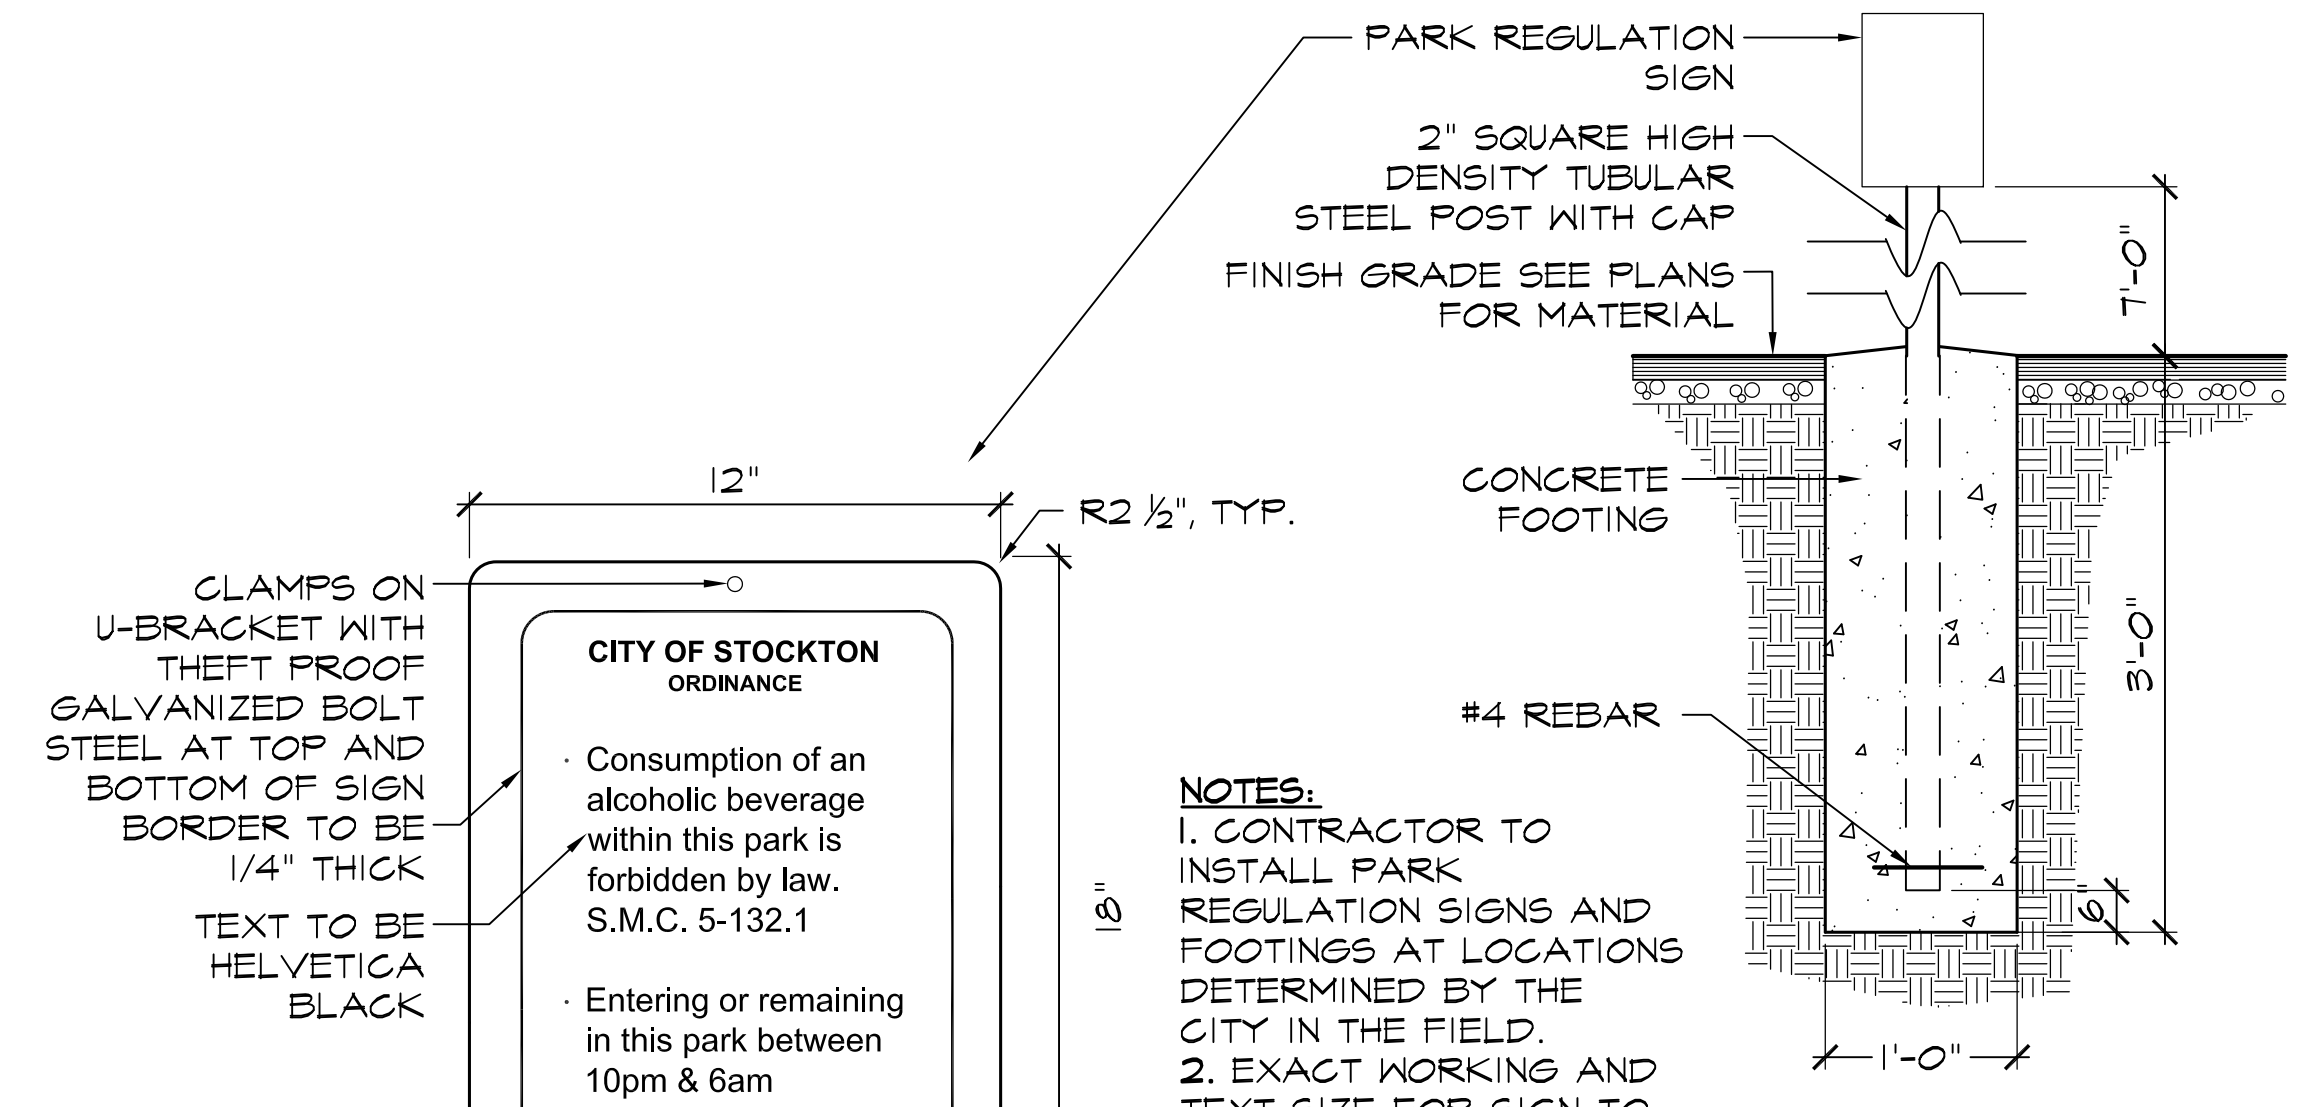 PARK REGULATION
SIGN
2" SQUARE HIGH
DENSITY TUBULAR
STEEL POST WITH CAP
FINISH GRADE SEE PLANS
FOR MATERIAL
7'-0"
CONCRETE
FOOTING
3'-0"
#4 REBAR
6"
1'-0"
12"
R2 ½", TYP.
18"
CLAMPS ON
U-BRACKET WITH
THEFT PROOF
GALVANIZED BOLT
STEEL AT TOP AND
BOTTOM OF SIGN
BORDER TO BE
1/4" THICK
TEXT TO BE
HELVETICA
BLACK
CITY OF STOCKTON
ORDINANCE
· Consumption of an
alcoholic beverage
within this park is
forbidden by law.
S.M.C. 5-132.1
· Entering or remaining
in this park between
10pm & 6am
NOTES:
1. CONTRACTOR TO
INSTALL PARK
REGULATION SIGNS AND
FOOTINGS AT LOCATIONS
DETERMINED BY THE
CITY IN THE FIELD.
2. EXACT WORKING AND
TEXT SIZE FOR SIGN TO